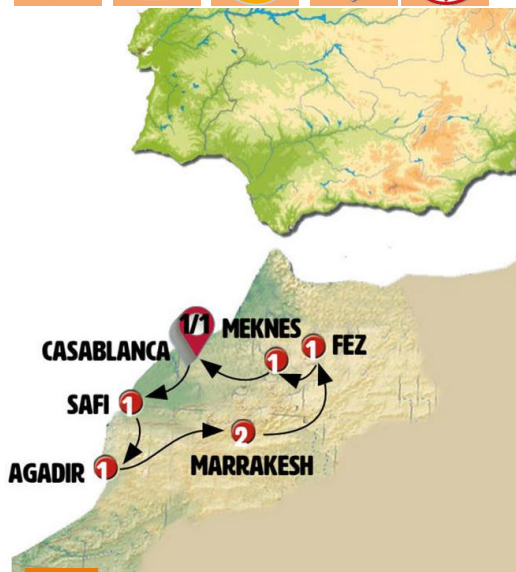 1/1
MEKNES
CASABLANCA
1
1
FEZ
SAFI
1
2
AGADIR
1
MARRAKESH